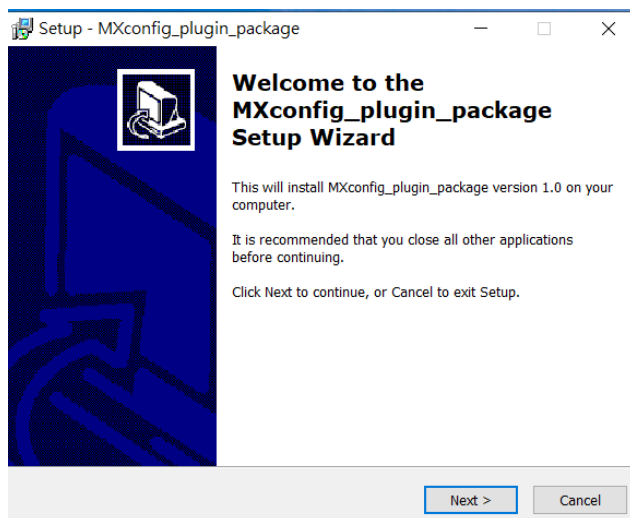 Setup - MXconfig_plugin_package
Welcome to the
MXconfig_plugin_package
Setup Wizard
This will install MXconfig_plugin_package version 1.0 on your
computer.
It is recommended that you close all other applications
before continuing.
Click Next to continue, or Cancel to exit Setup.
Next >
Cancel